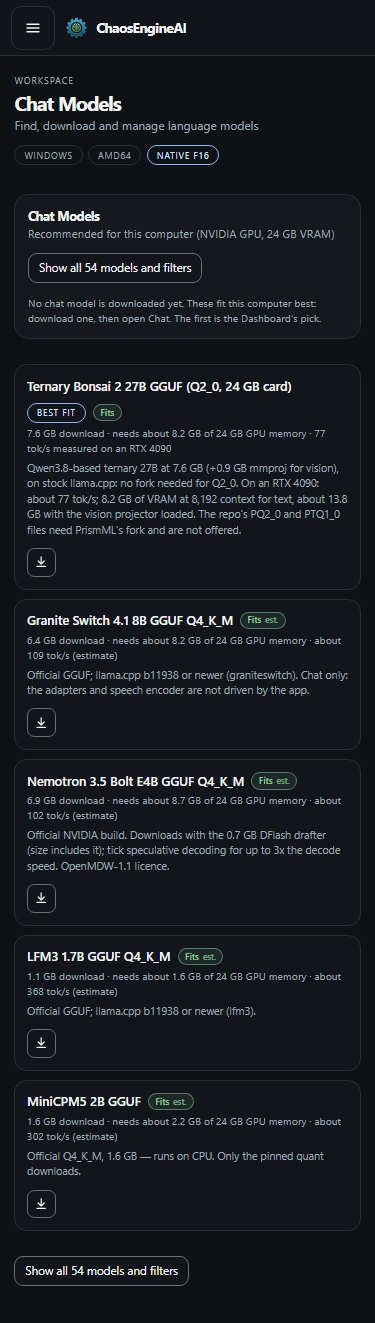 ChaosEngineAI
WORKSPACE
Chat Models
Find, download and manage language models
WINDOWS AMD64 NATIVE F16
Chat Models
Recommended for this computer (NVIDIA GPU, 24 GB VRAM)
Show all 54 models and filters
No chat model is downloaded yet. These fit this computer best:
download one, then open Chat. The first is the Dashboard's pick.
Ternary Bonsai 2 27B GGUF (Q2_0, 24 GB card)
BEST FIT Fits
7.6 GB download · needs about 8.2 GB of 24 GB GPU memory · 77
tok/s measured on an RTX 4090
Qwen3.8-based ternary 27B at 7.6 GB (+0.9 GB mmproj for vision),
on stock llama.cpp: no fork needed for Q2_0. On an RTX 4090:
about 77 tok/s; 8.2 GB of VRAM at 8,192 context for text, about 13.8
GB with the vision projector loaded. The repo's PQ2_0 and PTQ1_0
files need PrismML's fork and are not offered.
Granite Switch 4.1 8B GGUF Q4_K_M Fits est.
6.4 GB download · needs about 8.2 GB of 24 GB GPU memory · about
109 tok/s (estimate)
Official GGUF; llama.cpp b11938 or newer (graniteswitch). Chat only:
the adapters and speech encoder are not driven by the app.
Nemotron 3.5 Bolt E4B GGUF Q4_K_M Fits est.
6.9 GB download · needs about 8.7 GB of 24 GB GPU memory · about
102 tok/s (estimate)
Official NVIDIA build. Downloads with the 0.7 GB DFlash drafter
(size includes it); tick speculative decoding for up to 3x the decode
speed. OpenMDW-1.1 licence.
LFM3 1.7B GGUF Q4_K_M Fits est.
1.1 GB download · needs about 1.6 GB of 24 GB GPU memory · about
368 tok/s (estimate)
Official GGUF; llama.cpp b11938 or newer (lfm3).
MiniCPM5 2B GGUF Fits est.
1.6 GB download · needs about 2.2 GB of 24 GB GPU memory · about
302 tok/s (estimate)
Official Q4_K_M, 1.6 GB — runs on CPU. Only the pinned quant
downloads.
Show all 54 models and filters